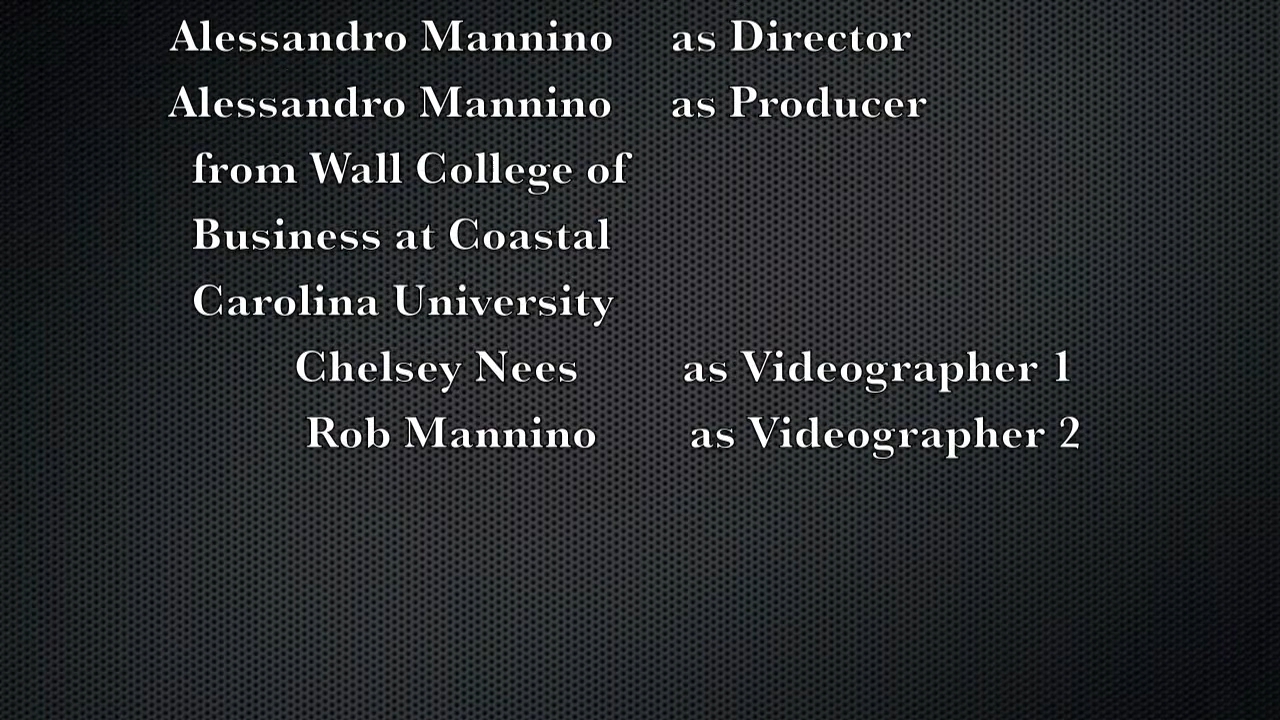 Alessandro Mannino as Director
Alessandro Mannino as Producer
from Wall College of
Business at Coastal
Carolina University
Chelsey Nees as Videographer 1
Rob Mannino as Videographer 2